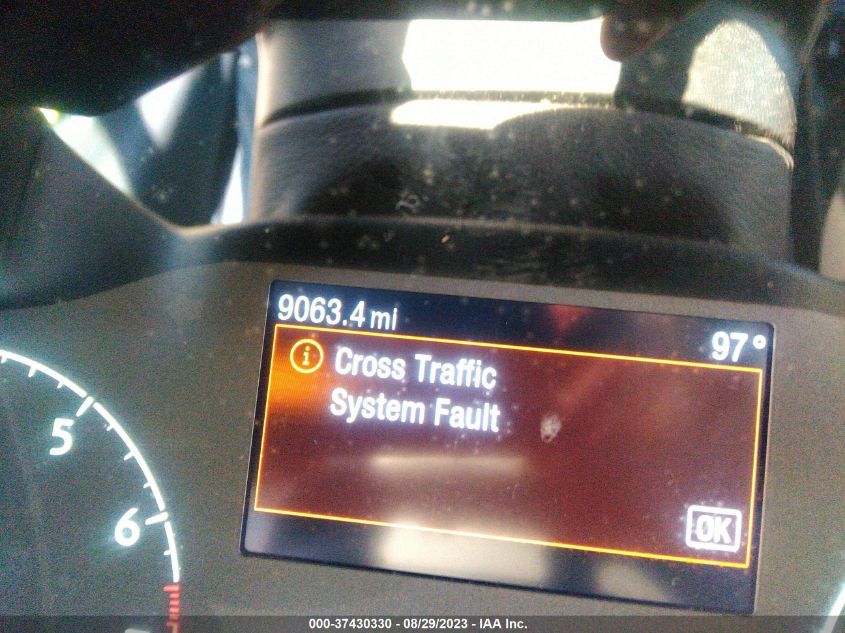 9063.4 mi
97°
i Cross Traffic
System Fault
OK
5
6
000-37430330 - 08/29/2023 - IAA Inc.